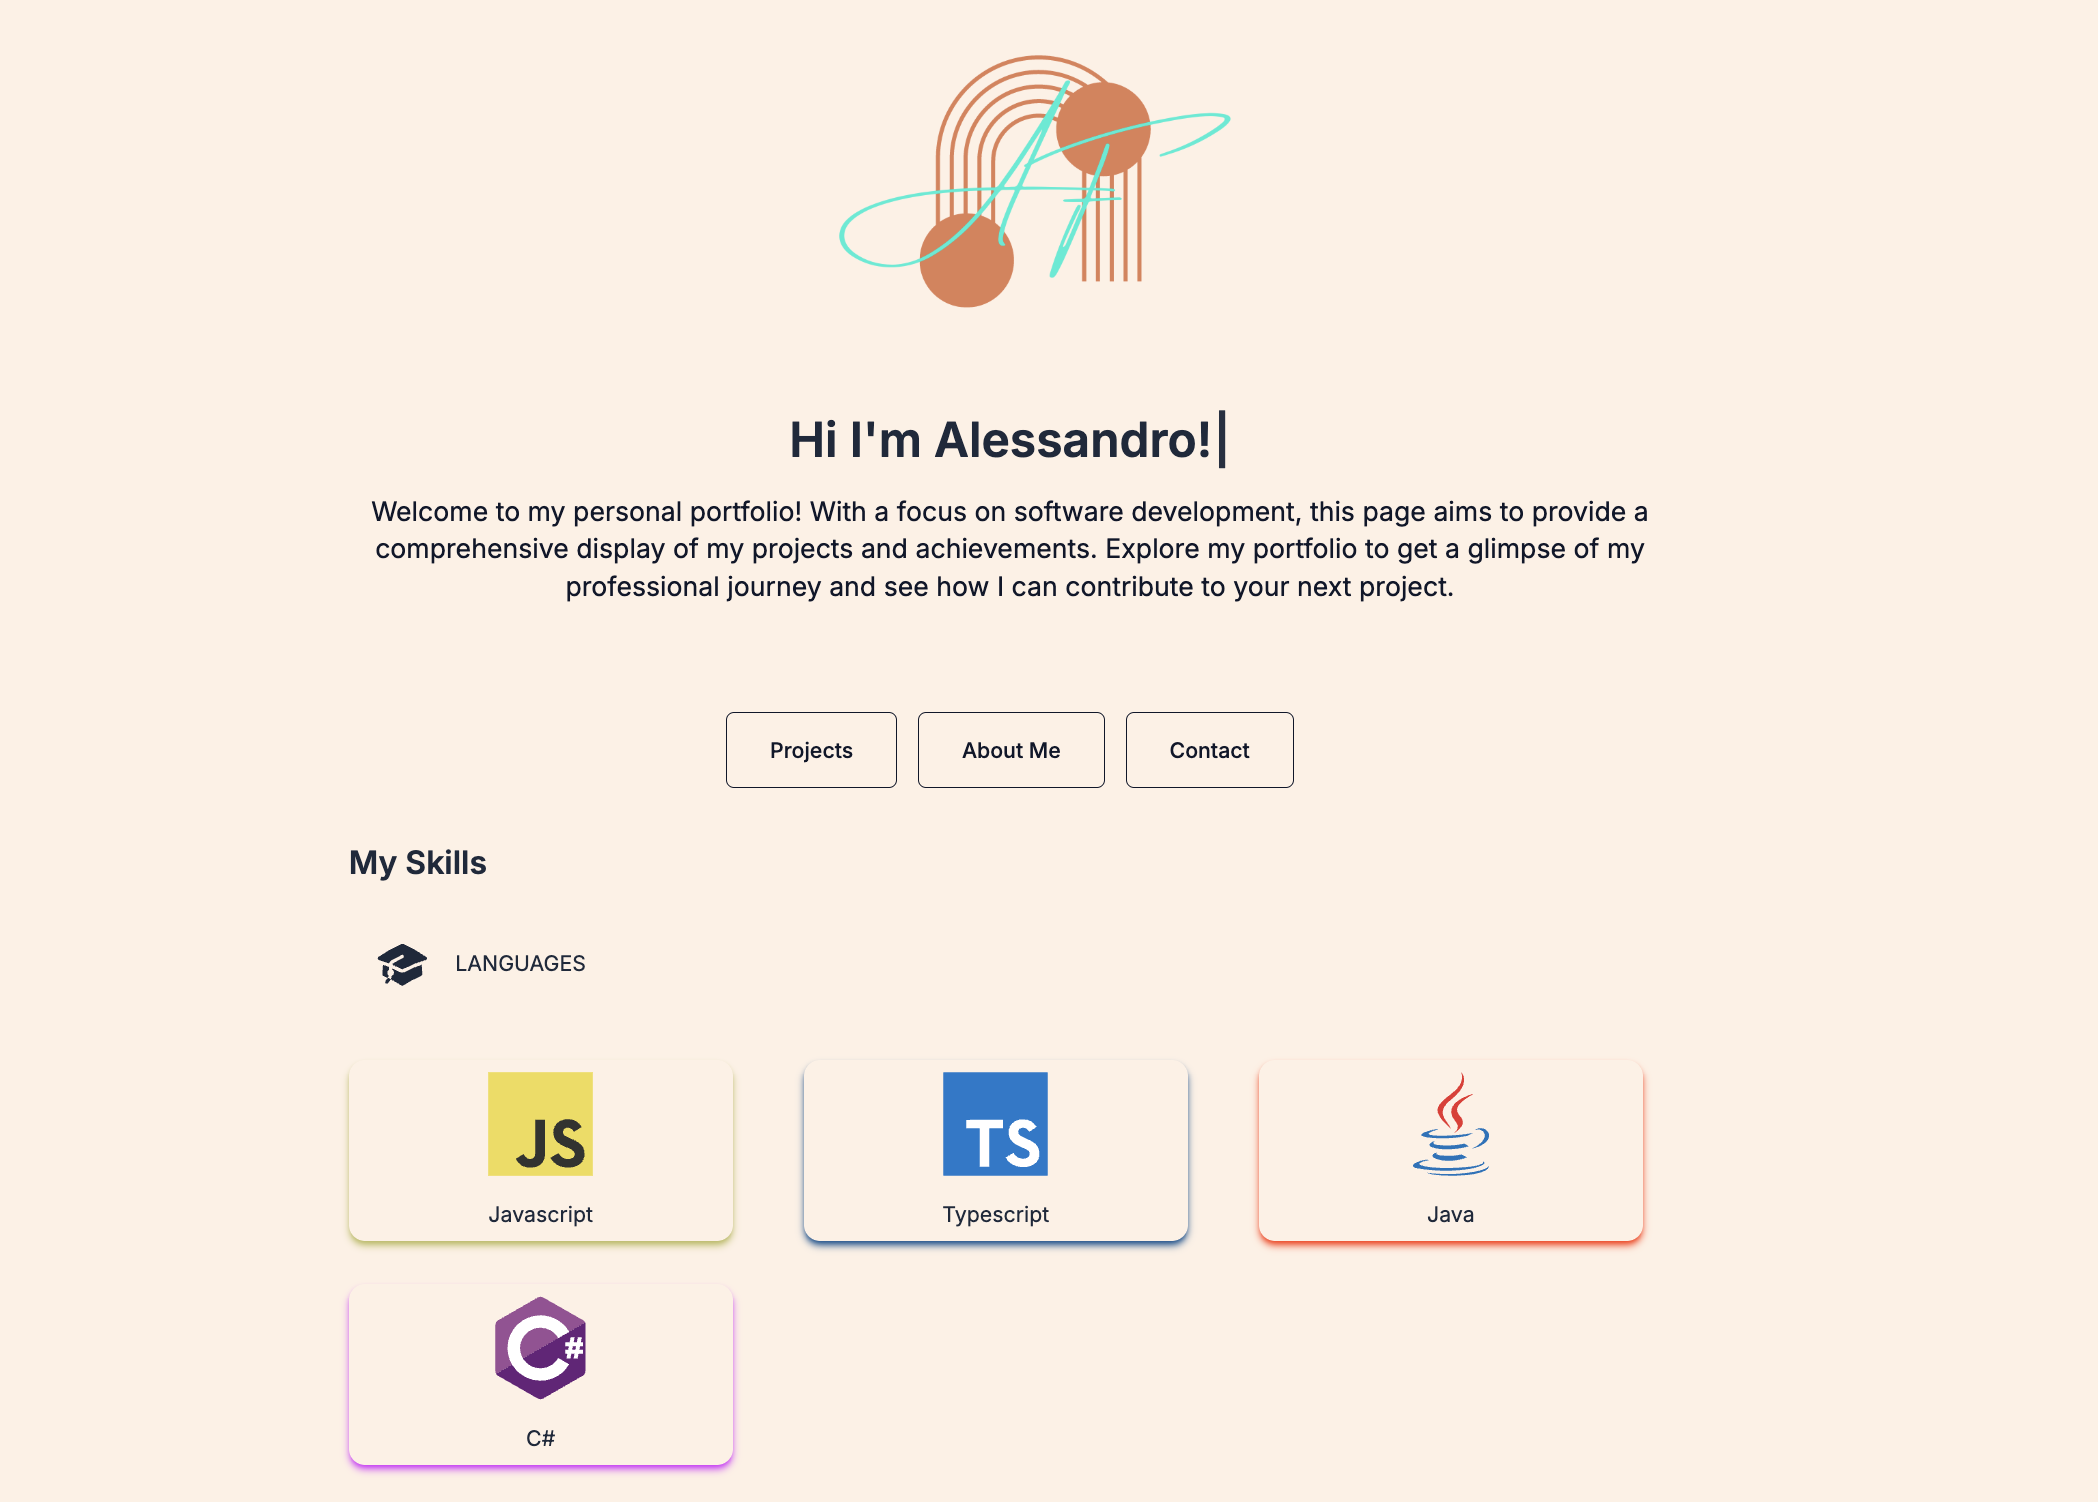 Hi I'm Alessandro!
Welcome to my personal portfolio! With a focus on software development, this page aims to provide a
comprehensive display of my projects and achievements. Explore my portfolio to get a glimpse of my
professional journey and see how I can contribute to your next project.
Projects
About Me
Contact
My Skills
LANGUAGES
JS
TS
Javascript
Typescript
Java
C#
C#